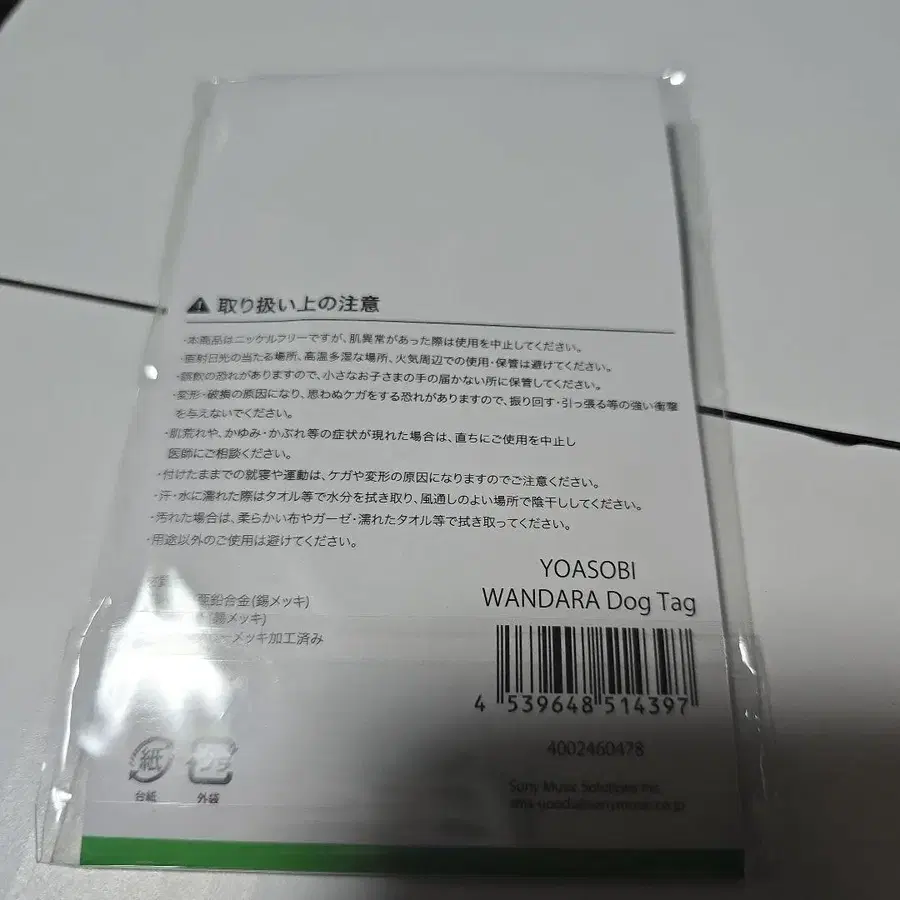 取り扱い上の注意
・本商品はニッケルフリーですが、肌異常があった際は使用を中止してください。
・直射日光の当たる場所、高温多湿な場所、火気周辺での使用・保管は避けてください。
・誤飲の恐れがありますので、小さなお子さまの手の届かない所に保管してください。
・変形・破損の原因になり、思わぬケガをする恐れがありますので、振り回す・引っ張る等の強い衝撃
を与えないでください。
・肌荒れや、かゆみ・かぶれ等の症状が現れた場合は、直ちにご使用を中止し
医師にご相談ください。
・付けたままでの就寝や運動は、ケガや変形の原因になりますのでご注意ください。
・汗・水に濡れた際はタオル等で水分を拭き取り、風通しのよい場所で陰干ししてください。
・汚れた場合は、柔らかい布やガーゼ・濡れたタオル等で拭き取ってください。
・用途以外のご使用は避けてください。
亜鉛合金(錫メッキ)
(錫メッキ)
メッキ加工済み
YOASOBI
WANDARA Dog Tag
4 539648 514397
4002460478
Sony Music Solutions Inc.
紙
台紙
外袋